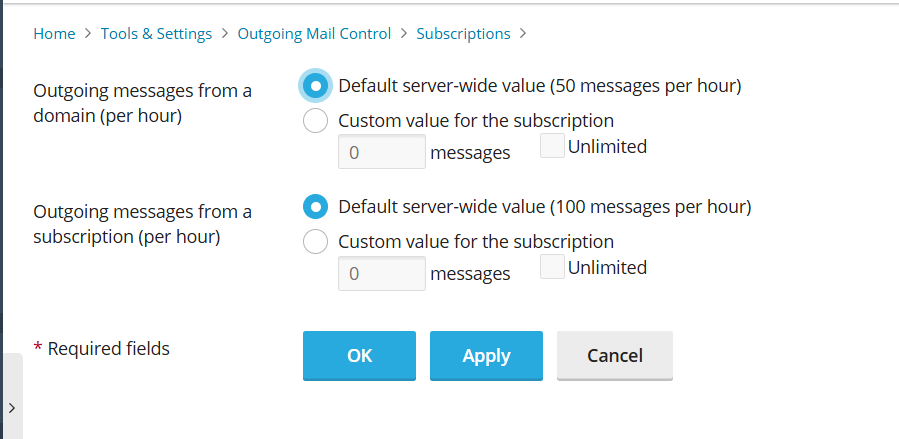 Home > Tools & Settings > Outgoing Mail Control > Subscriptions >
Outgoing messages from a
domain (per hour)
Default server-wide value (50 messages per hour)
Custom value for the subscription
0 messages Unlimited
Outgoing messages from a
subscription (per hour)
Default server-wide value (100 messages per hour)
Custom value for the subscription
0 messages Unlimited
* Required fields
OK Apply Cancel